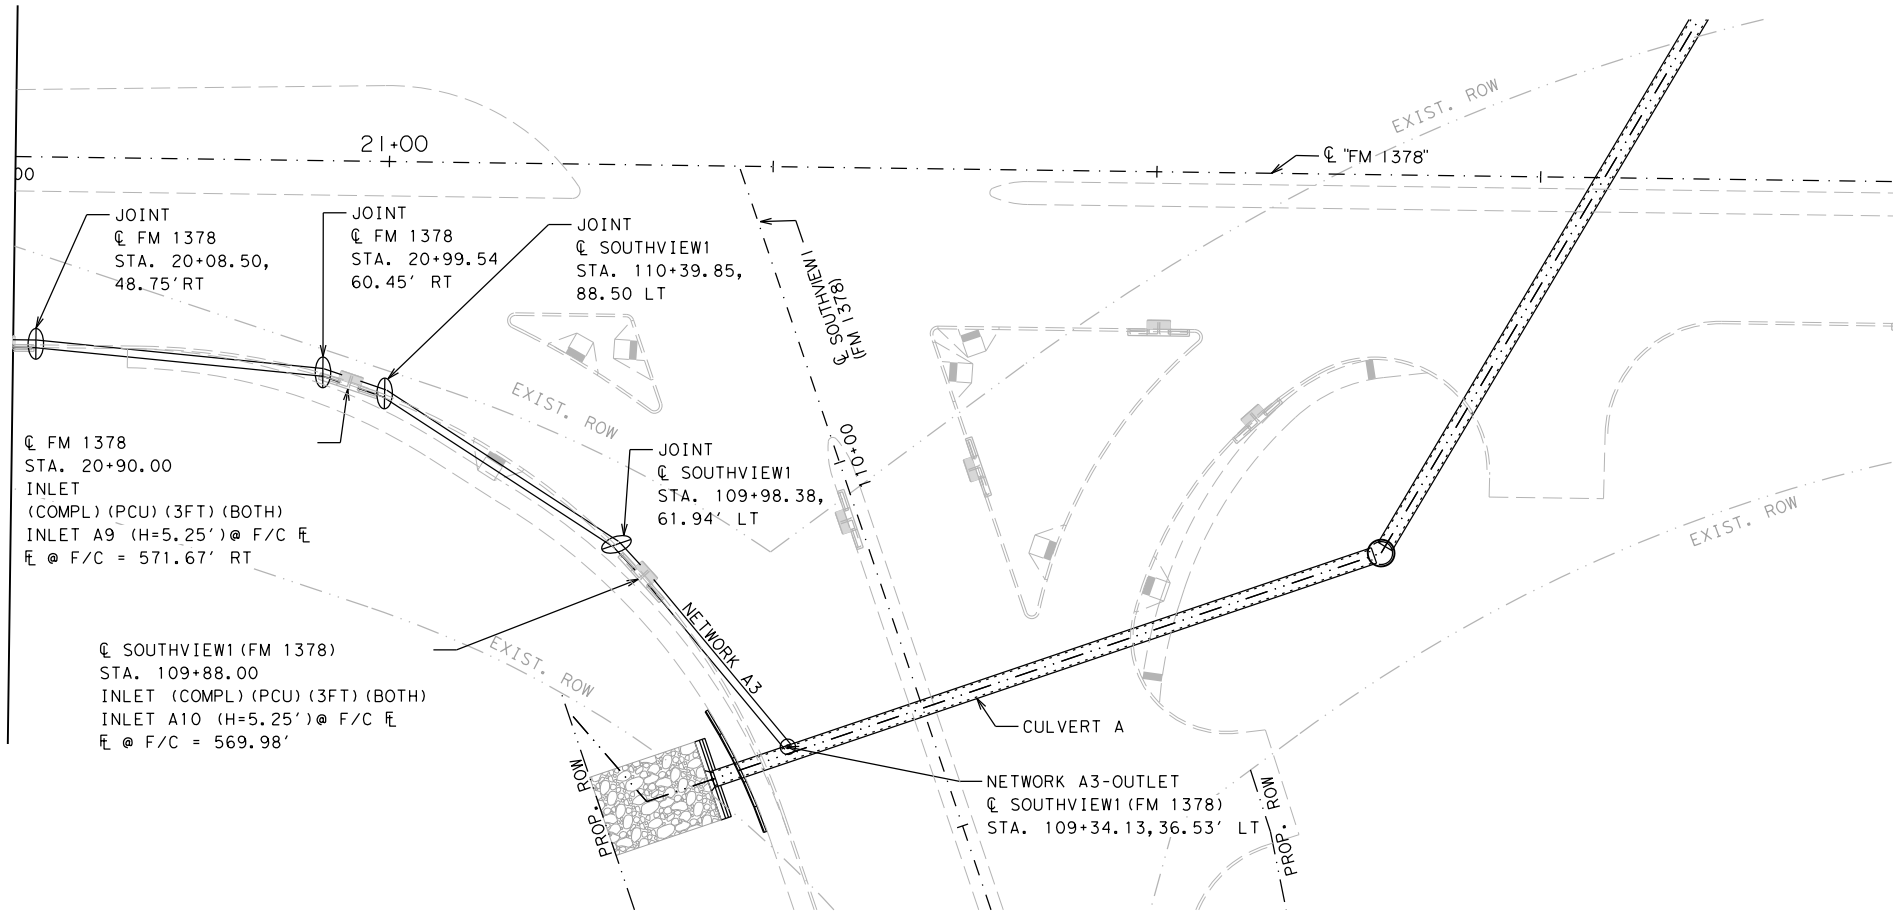 21+00
00
℄ "FM 1378"
EXIST. ROW
JOINT
℄ FM 1378
STA. 20+08.50,
48.75' RT
JOINT
℄ FM 1378
STA. 20+99.54
60.45' RT
JOINT
℄ SOUTHVIEW1
STA. 110+39.85,
88.50 LT
℄ SOUTHVIEW1
(FM 1378)
EXIST. ROW
110+00
℄ FM 1378
STA. 20+90.00
INLET
(COMPL)(PCU)(3FT)(BOTH)
INLET A9 (H=5.25')@ F/C FL
FL @ F/C = 571.67' RT
JOINT
℄ SOUTHVIEW1
STA. 109+98.38,
61.94' LT
EXIST. ROW
NETWORK A3
EXIST. ROW
℄ SOUTHVIEW1(FM 1378)
STA. 109+88.00
INLET (COMPL)(PCU)(3FT)(BOTH)
INLET A10 (H=5.25')@ F/C FL
FL @ F/C = 569.98'
CULVERT A
PROP. ROW
NETWORK A3-OUTLET
℄ SOUTHVIEW1(FM 1378)
STA. 109+34.13,36.53' LT
PROP. ROW